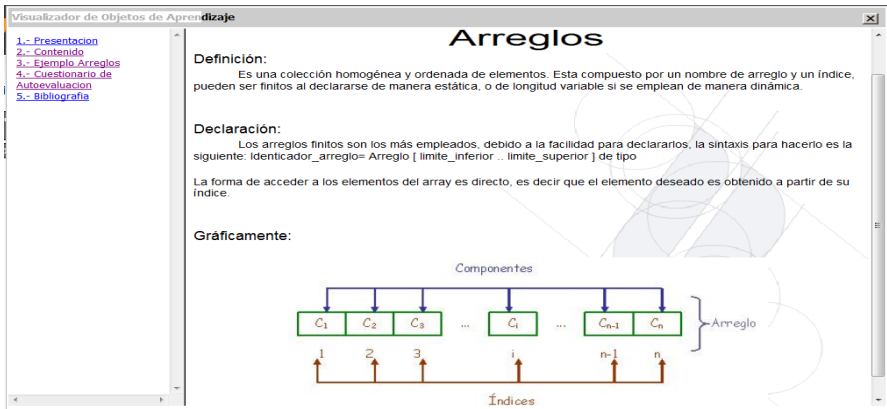 Visualizador de Objetos de Aprendizaje
1.- Presentacion
2.- Contenido
3.- Ejemplo Arreglos
4.- Cuestionario de
Autoevaluacion
5.- Bibliografia
Arreglos
Definición:
Es una colección homogénea y ordenada de elementos. Esta compuesto por un nombre de arreglo y un índice,
pueden ser finitos al declararse de manera estática, o de longitud variable si se emplean de manera dinámica.
Declaración:
Los arreglos finitos son los más empleados, debido a la facilidad para declararlos, la sintaxis para hacerlo es la
siguiente: Identicador_arreglo= Arreglo [ limite_inferior .. limite_superior ] de tipo
La forma de acceder a los elementos del array es directo, es decir que el elemento deseado es obtenido a partir de su
índice.
Gráficamente:
Componentes
C1 C2 C3 ... Ci ... Cn-1 Cn
Arreglo
1 2 3 i n-1 n
Índices